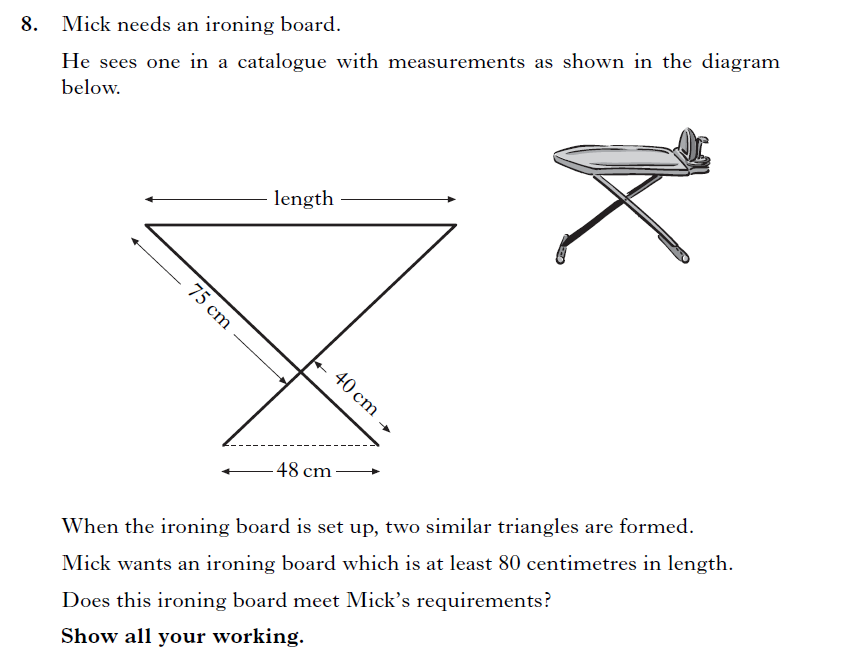 8. Mick needs an ironing board.
He sees one in a catalogue with measurements as shown in the diagram
below.
length
75 cm
40 cm
48 cm
When the ironing board is set up, two similar triangles are formed.
Mick wants an ironing board which is at least 80 centimetres in length.
Does this ironing board meet Mick’s requirements?
Show all your working.